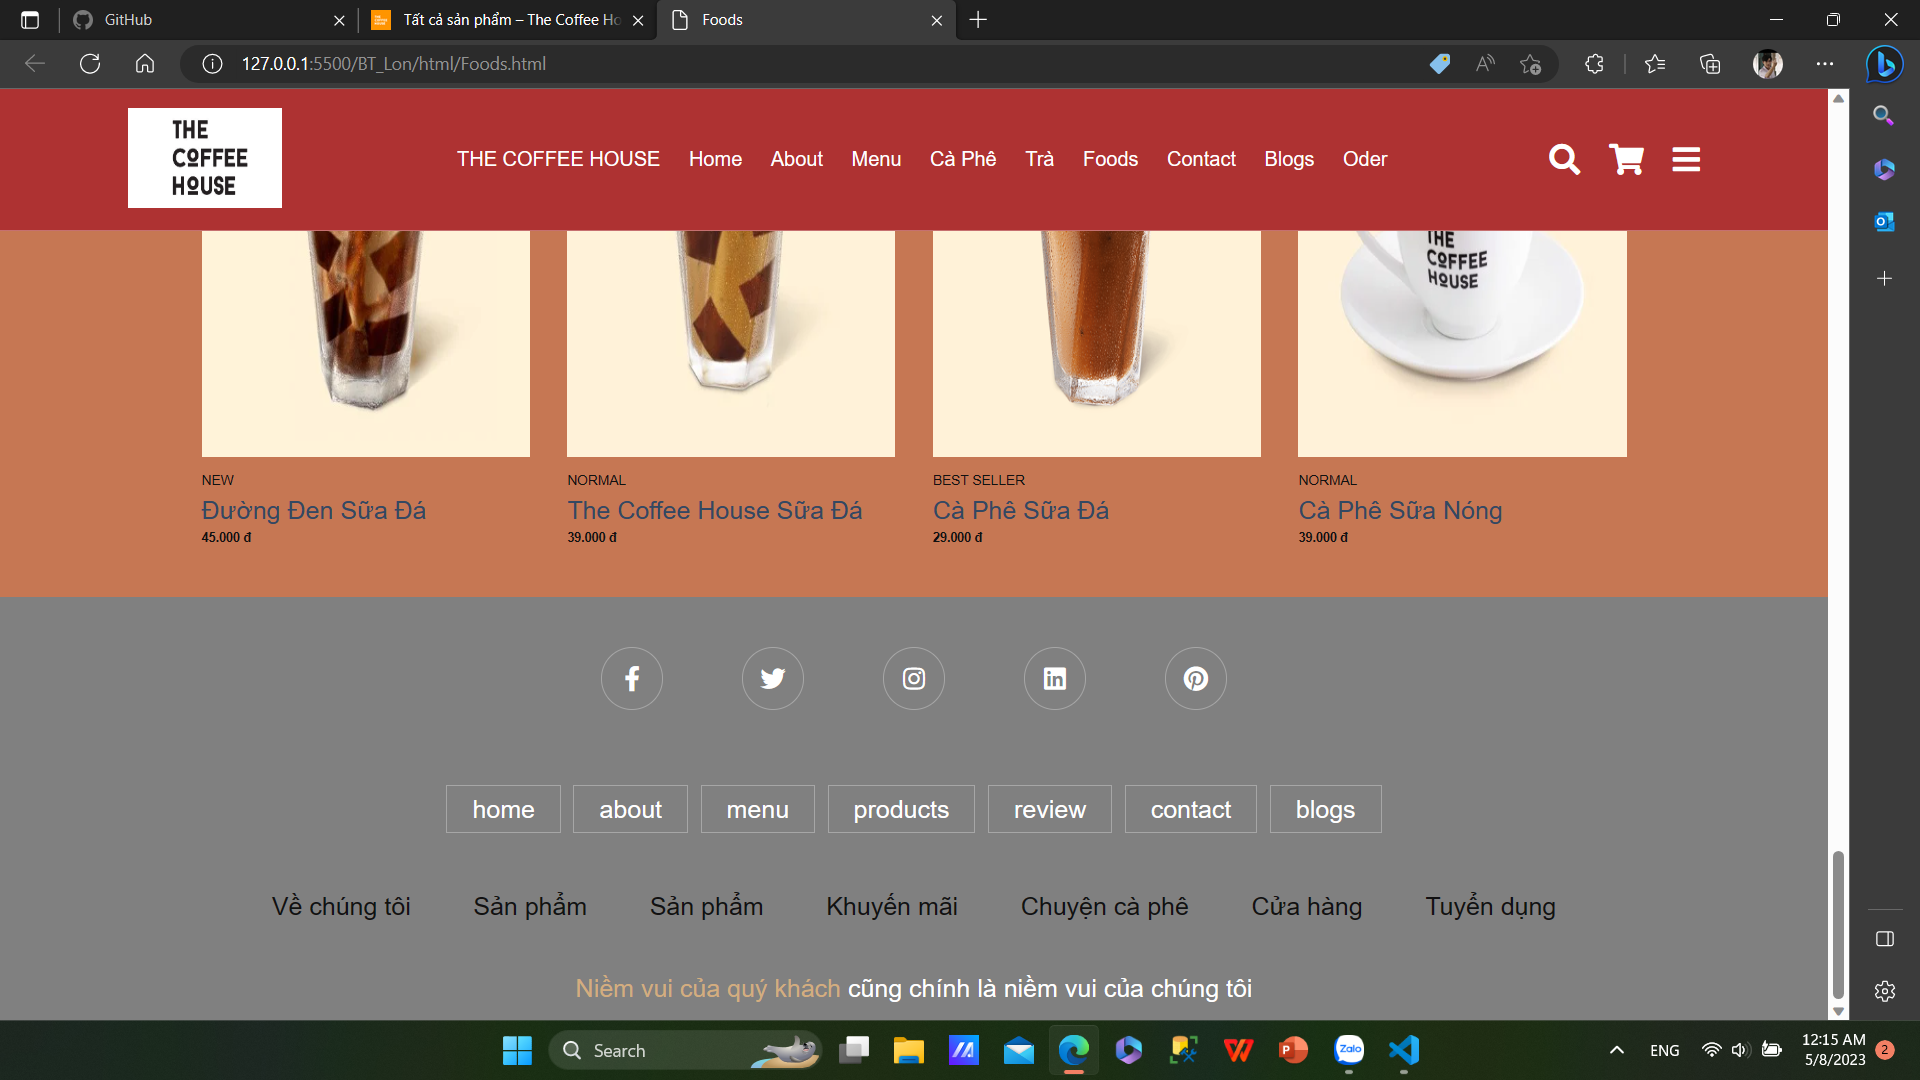 GitHub
Tất cả sản phẩm – The Coffee Ho
Foods
127.0.0.1:5500/BT_Lon/html/Foods.html
THE
COFFEE
HOUSE
THE COFFEE HOUSE Home About Menu Cà Phê Trà Foods Contact Blogs Oder
THE
COFFEE
HOUSE
NEW
Đường Đen Sữa Đá
45.000 đ
NORMAL
The Coffee House Sữa Đá
39.000 đ
BEST SELLER
Cà Phê Sữa Đá
29.000 đ
NORMAL
Cà Phê Sữa Nóng
39.000 đ
home about menu products review contact blogs
Về chúng tôi Sản phẩm Sản phẩm Khuyến mãi Chuyện cà phê Cửa hàng Tuyển dụng
Niềm vui của quý khách cũng chính là niềm vui của chúng tôi
Search
Zalo
ENG
12:15 AM
5/8/2023
2